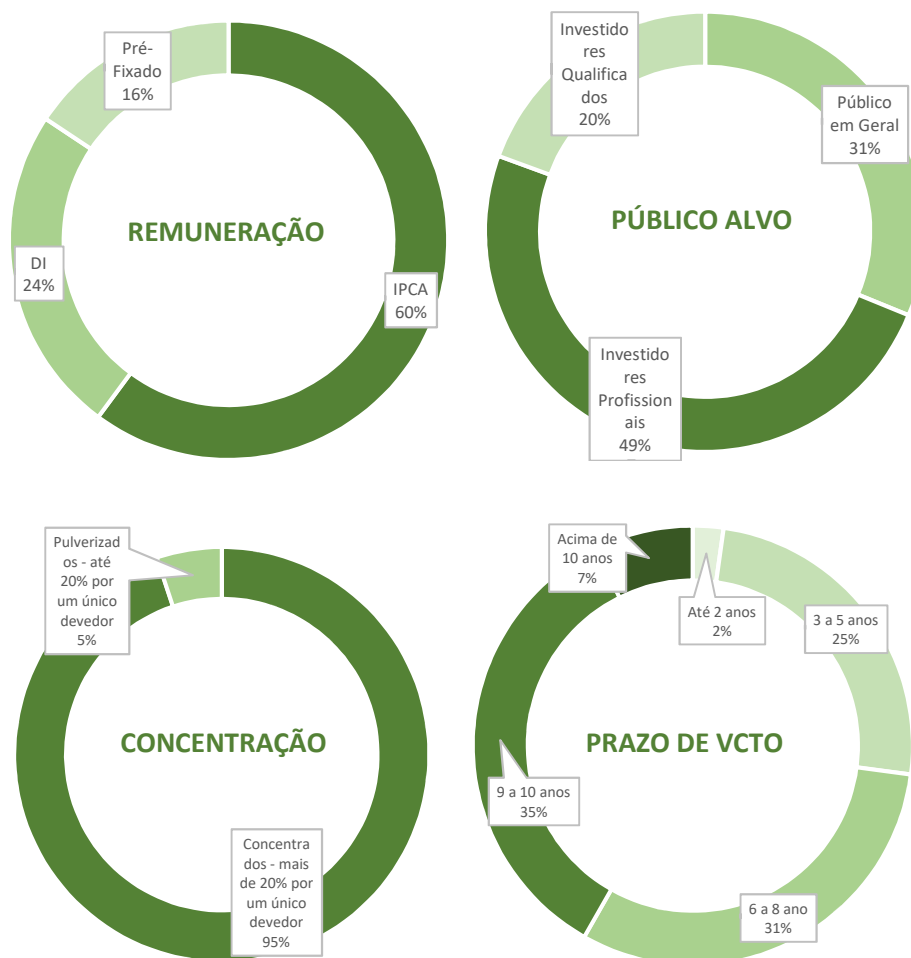 Pré-
Fixado
16%
DI
24%
REMUNERAÇÃO
IPCA
60%
Investido
res
Qualifica
dos
20%
Público
em Geral
31%
PÚBLICO ALVO
Investido
res
Profission
ais
49%
Pulverizad
os - até
20% por
um único
devedor
5%
CONCENTRAÇÃO
Concentra
dos - mais
de 20% por
um único
devedor
95%
Acima de
10 anos
7%
Até 2 anos
2%
3 a 5 anos
25%
PRAZO DE VCTO
9 a 10 anos
35%
6 a 8 ano
31%